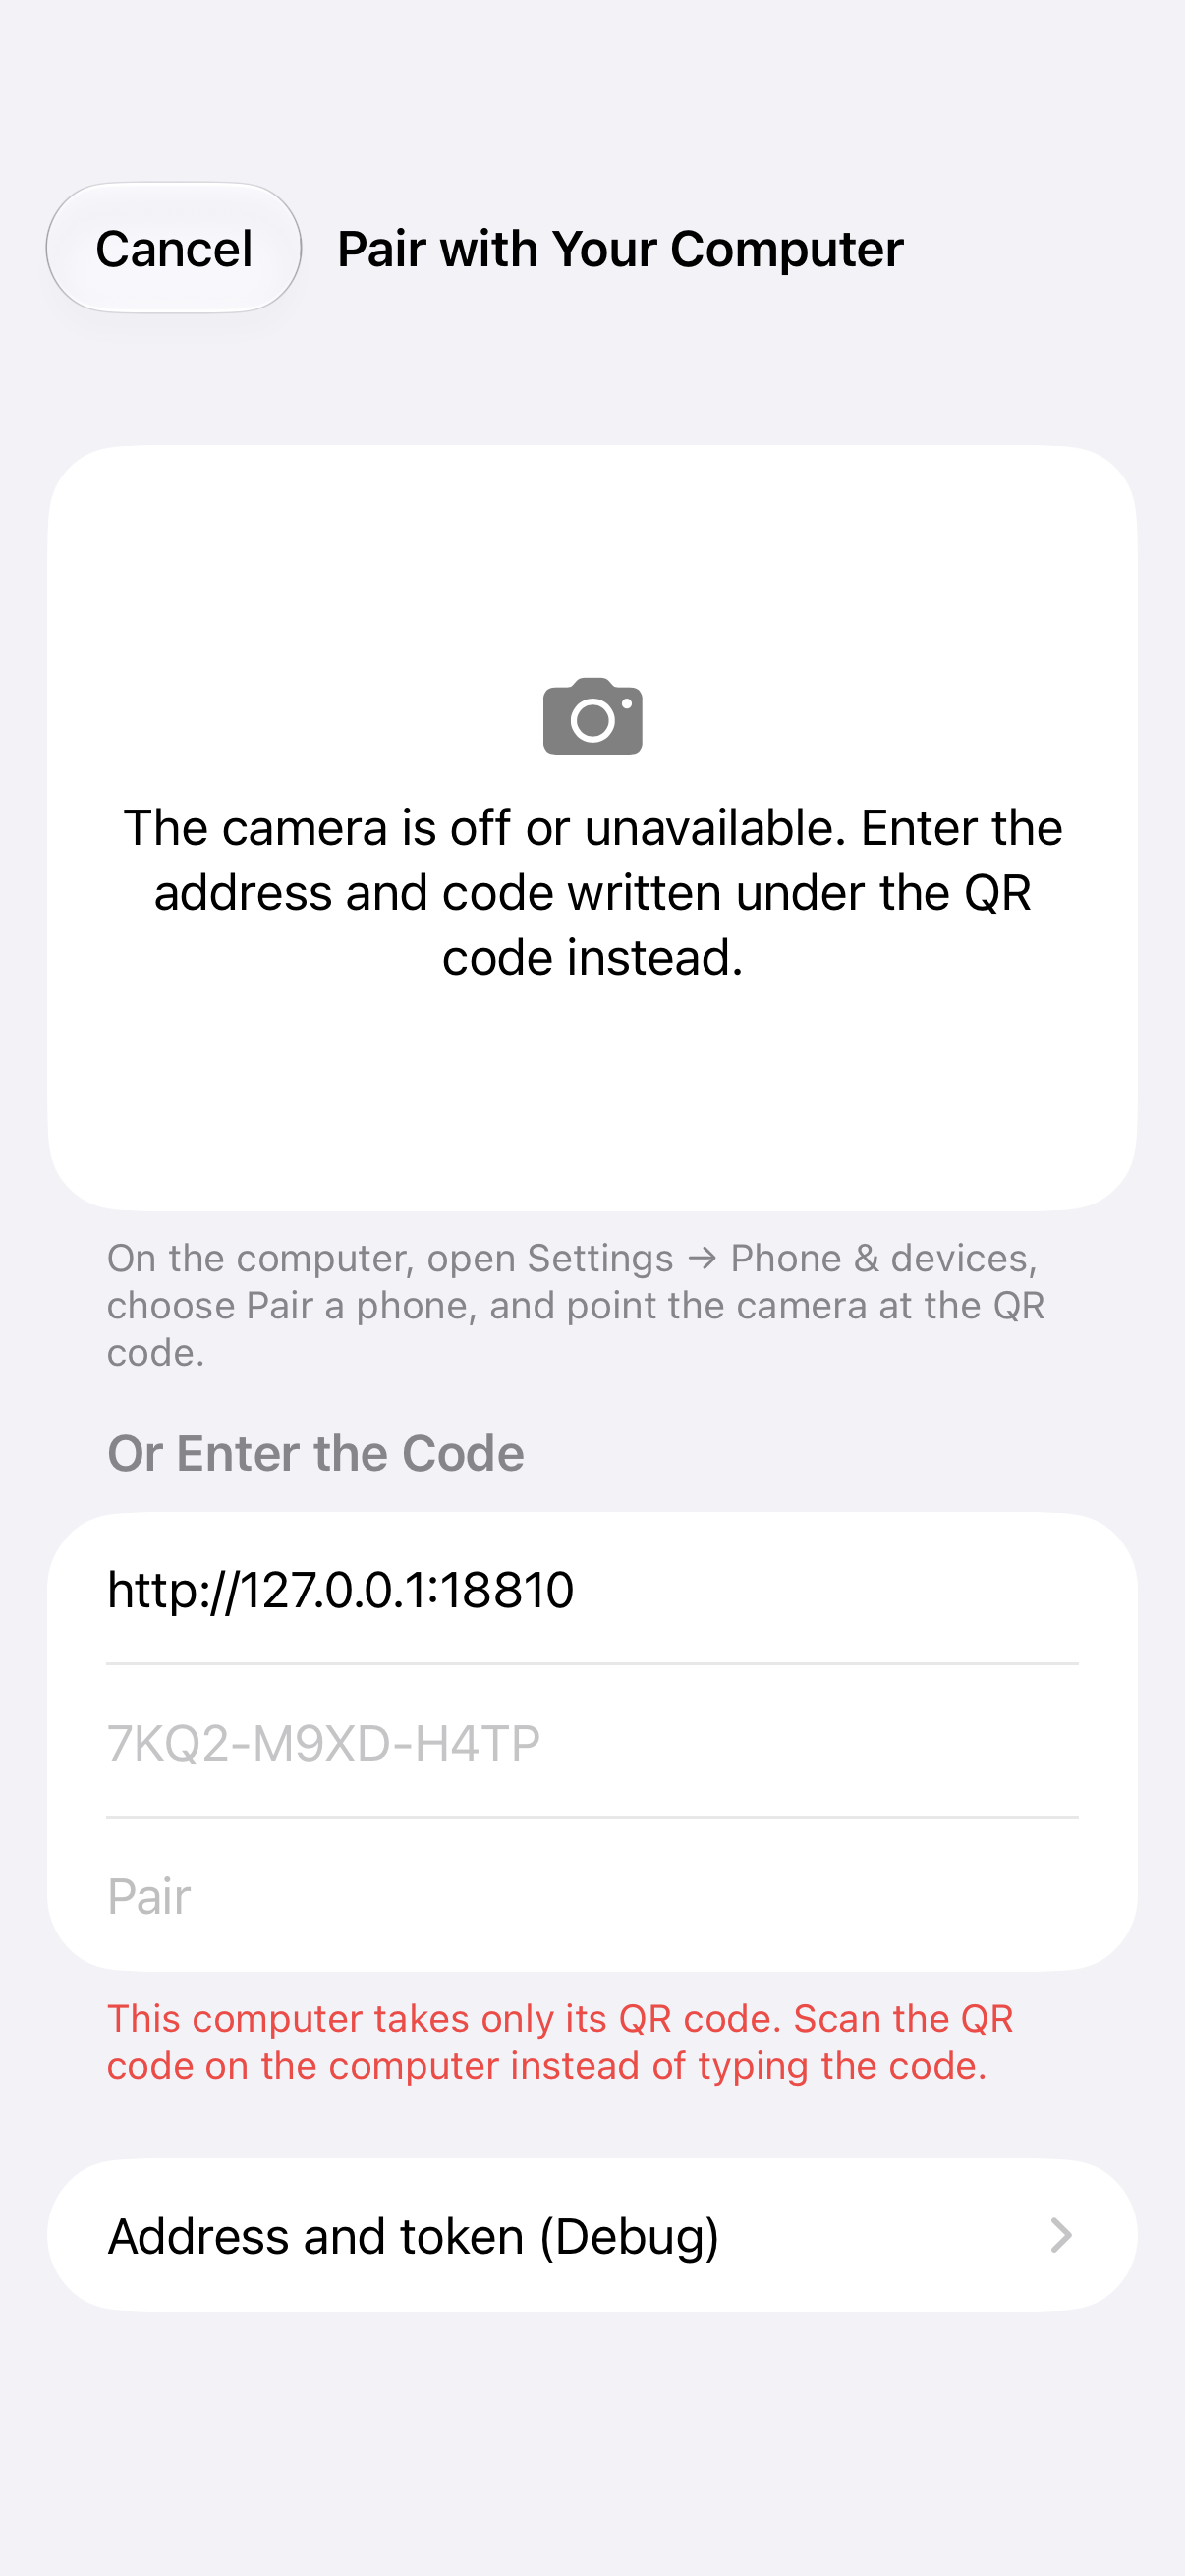 Cancel
Pair with Your Computer
The camera is off or unavailable. Enter the
address and code written under the QR
code instead.
On the computer, open Settings → Phone & devices,
choose Pair a phone, and point the camera at the QR
code.
Or Enter the Code
http://127.0.0.1:18810
7KQ2-M9XD-H4TP
Pair
This computer takes only its QR code. Scan the QR
code on the computer instead of typing the code.
Address and token (Debug)